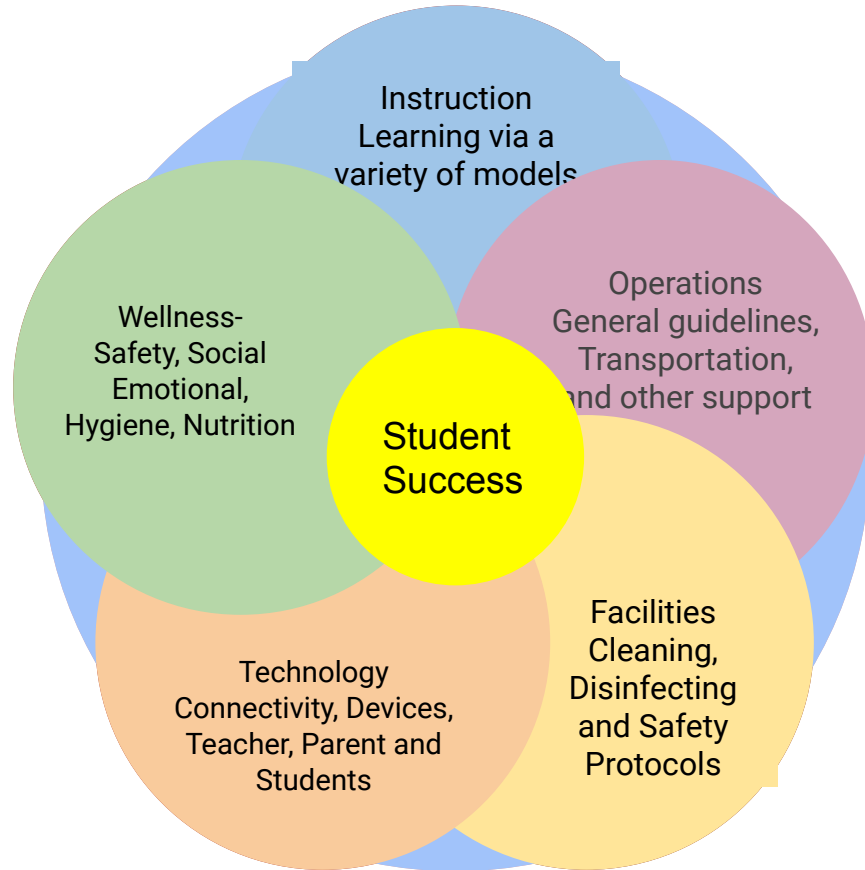 Instruction
Learning via a
variety of models
Operations
General guidelines,
Transportation,
and other support
Wellness-
Safety, Social
Emotional,
Hygiene, Nutrition
Student
Success
Facilities
Cleaning,
Disinfecting
and Safety
Protocols
Technology
Connectivity, Devices,
Teacher, Parent and
Students